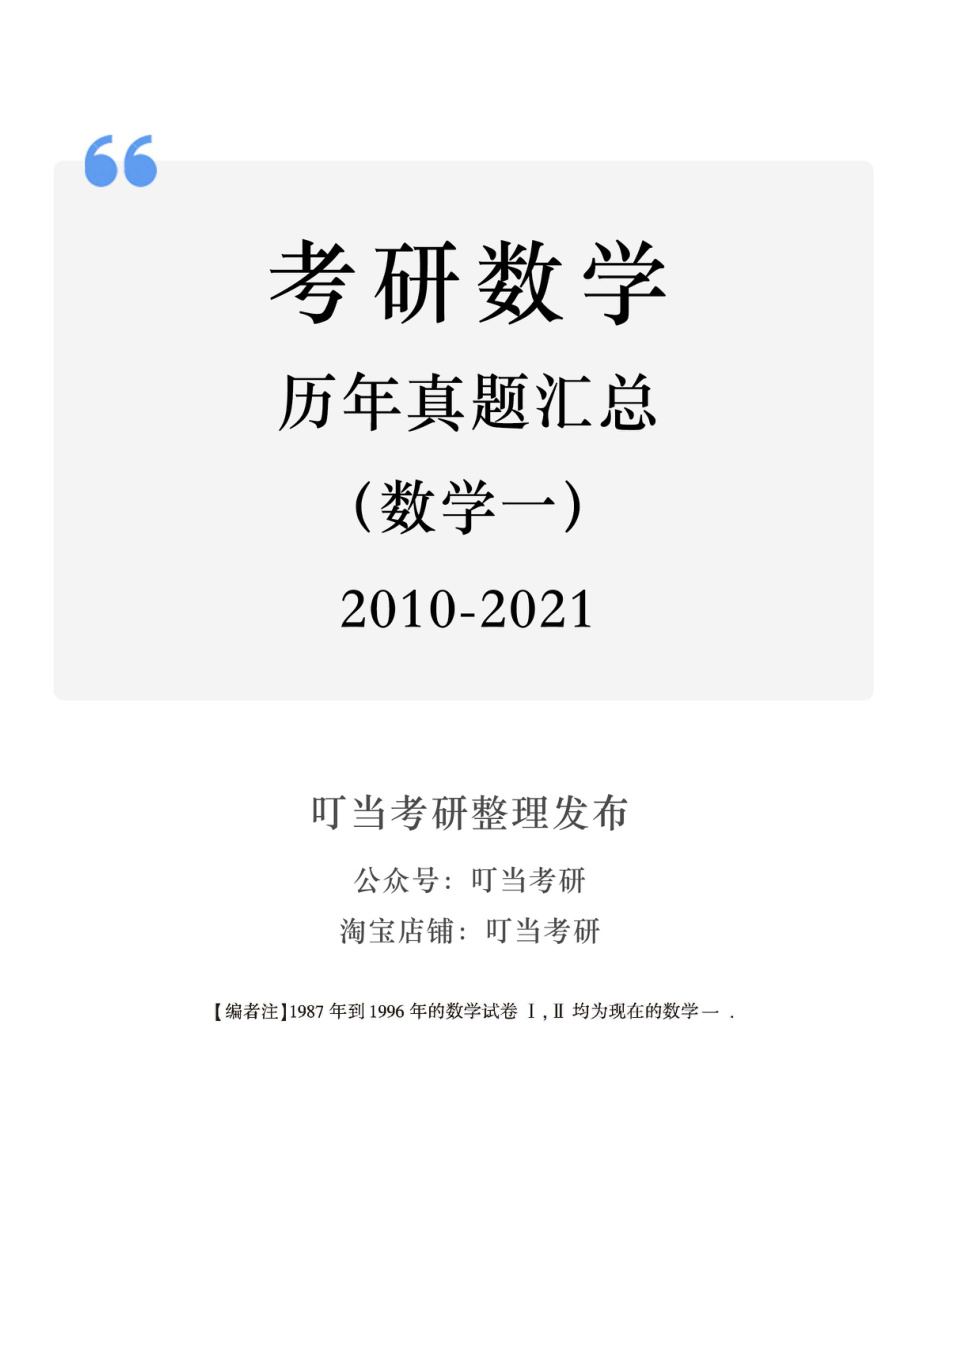 考研数学
历年真题汇总
（数学一）
2010-2021
叮当考研整理发布
公众号：叮当考研
淘宝店铺：叮当考研
【编者注】1987 年到 1996 年的数学试卷 Ⅰ,Ⅱ 均为现在的数学一 .